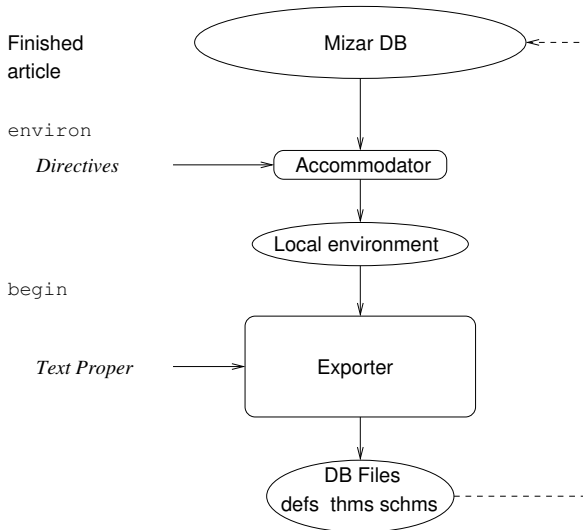 Finished
article
Mizar DB
environ
Directives
Accommodator
Local environment
begin
Text Proper
Exporter
DB Files
defs thms schms